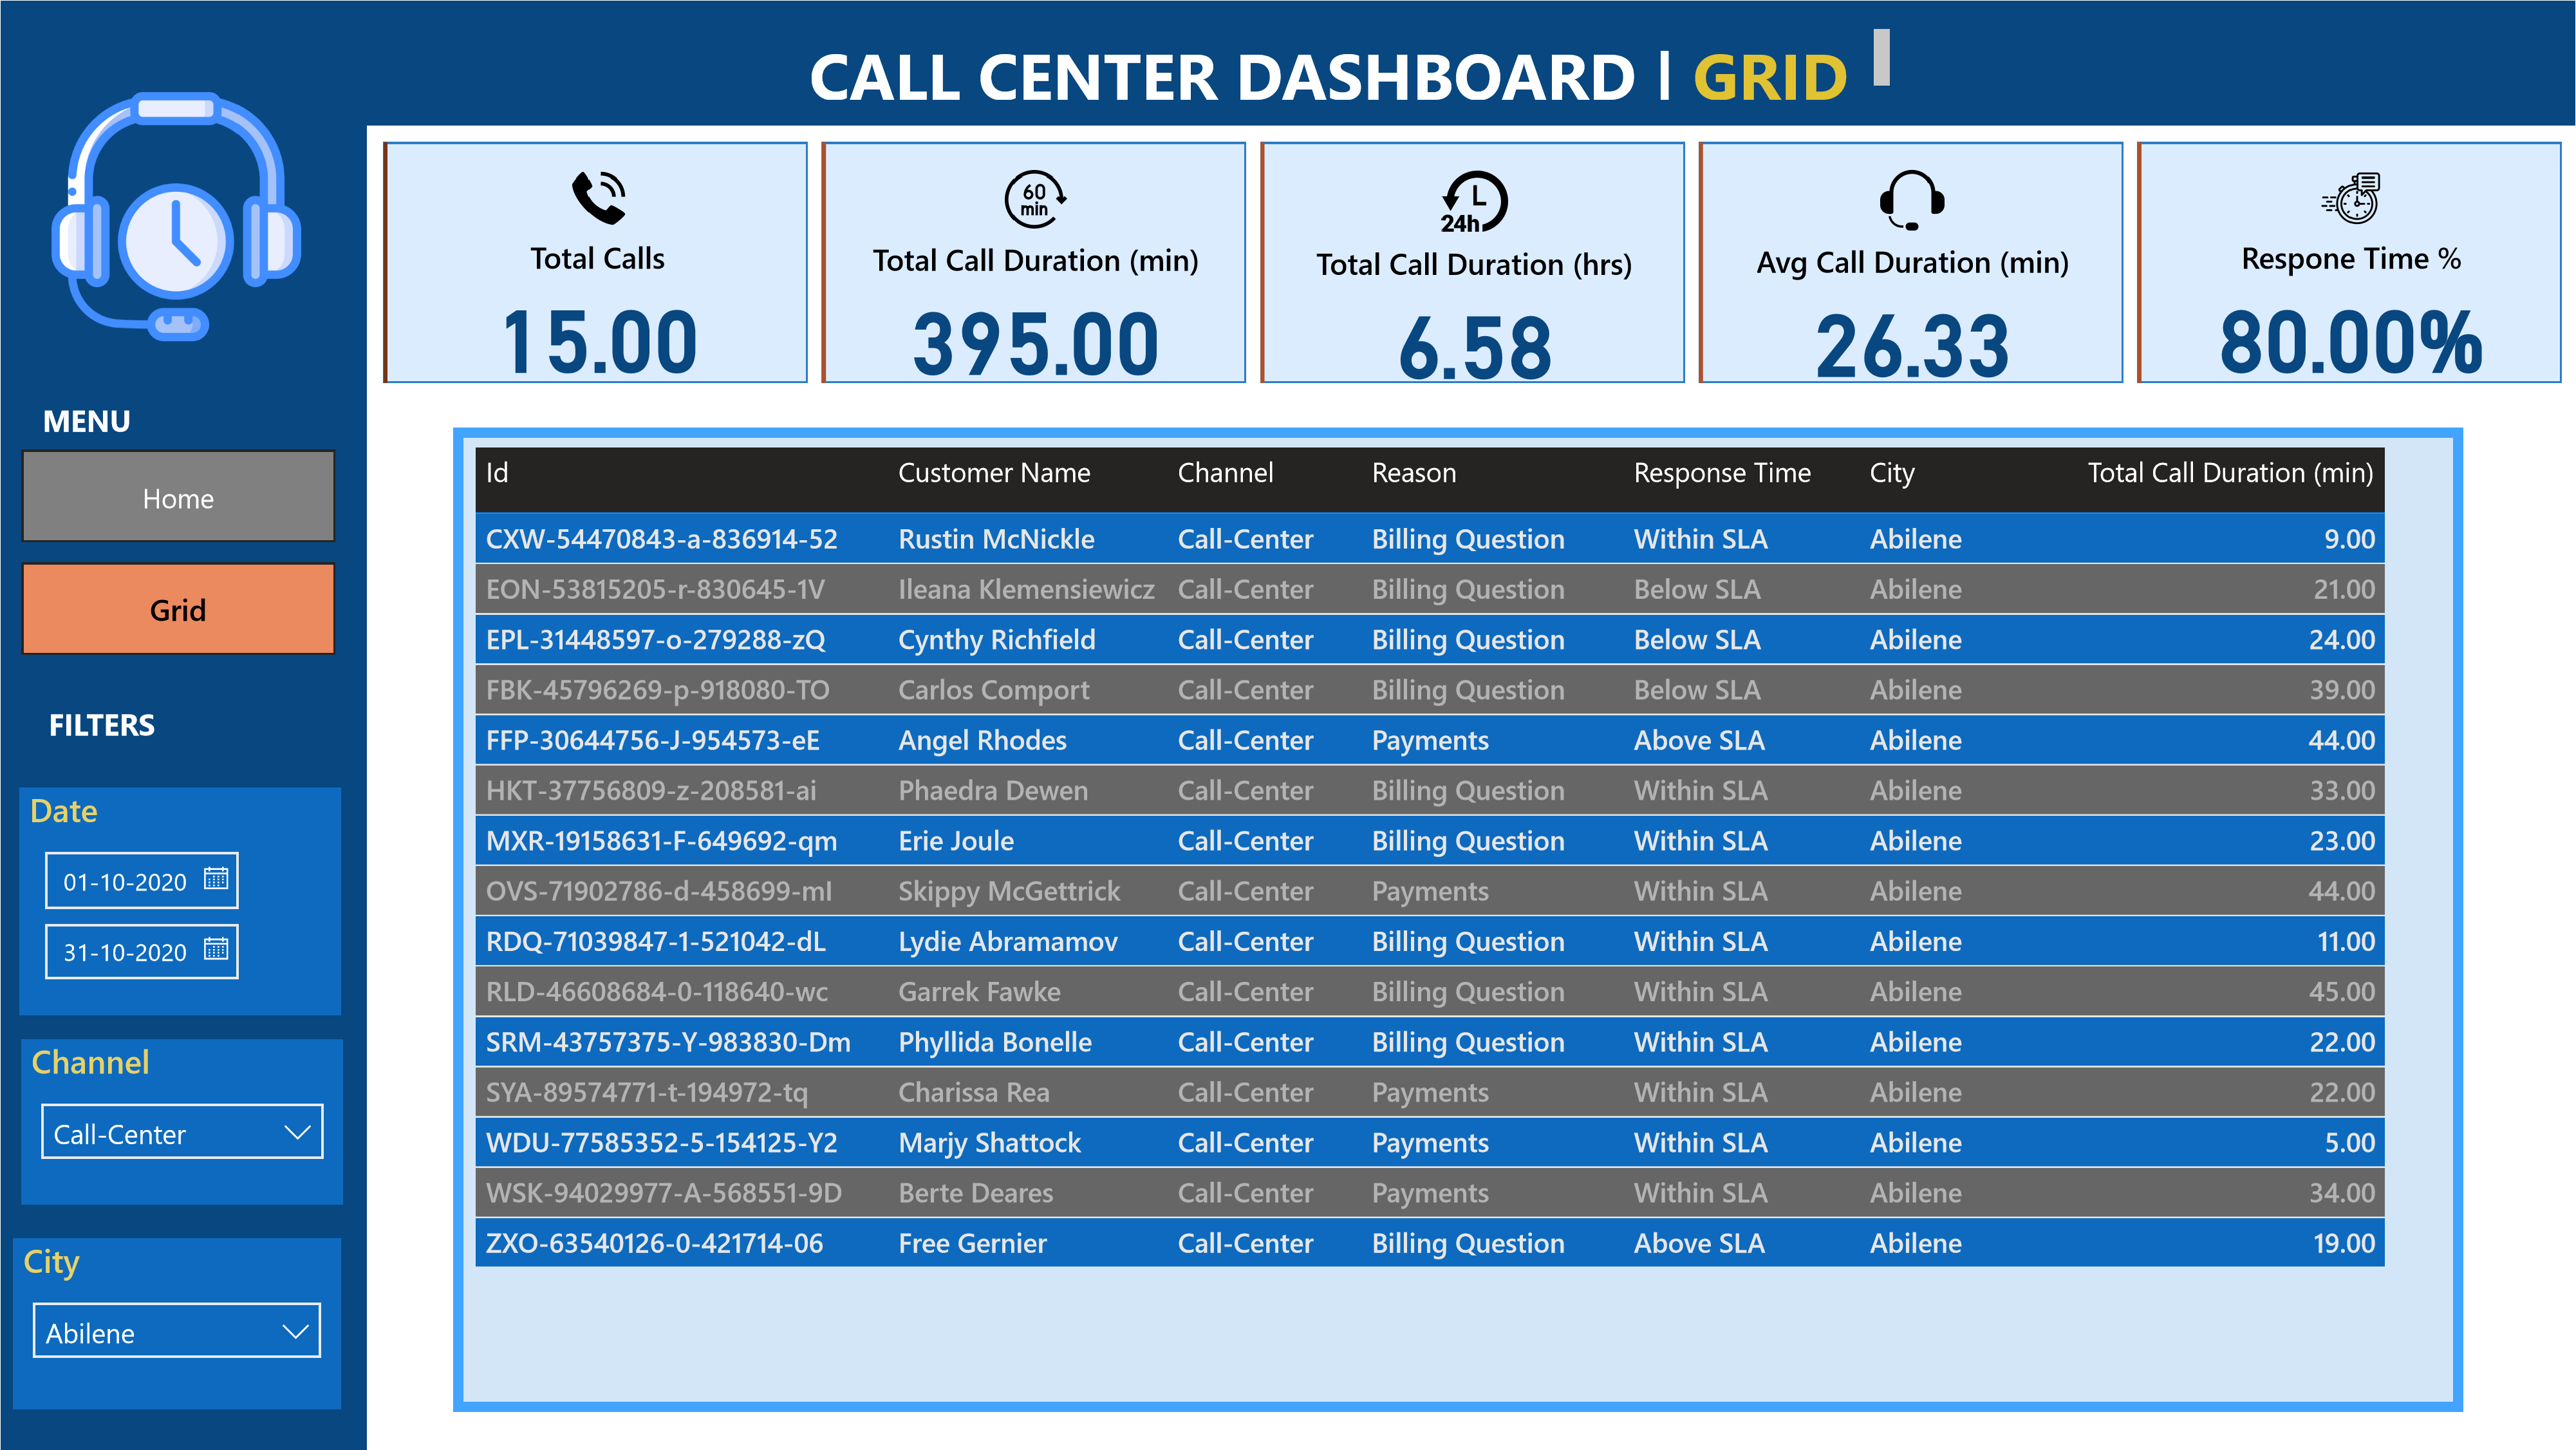 CALL CENTER DASHBOARD | GRID
Total Calls
15.00
60
min
Total Call Duration (min)
395.00
24h
Total Call Duration (hrs)
6.58
Avg Call Duration (min)
26.33
Respone Time %
80.00%
MENU
Home
Grid
FILTERS
Date
01-10-2020
31-10-2020
Channel
Call-Center
City
Abilene
Id Customer Name Channel Reason Response Time City Total Call Duration (min)
CXW-54470843-a-836914-52 Rustin McNickle Call-Center Billing Question Within SLA Abilene 9.00
EON-53815205-r-830645-1V Ileana Klemensiewicz Call-Center Billing Question Below SLA Abilene 21.00
EPL-31448597-o-279288-zQ Cynthy Richfield Call-Center Billing Question Below SLA Abilene 24.00
FBK-45796269-p-918080-TO Carlos Comport Call-Center Billing Question Below SLA Abilene 39.00
FFP-30644756-J-954573-eE Angel Rhodes Call-Center Payments Above SLA Abilene 44.00
HKT-37756809-z-208581-ai Phaedra Dewen Call-Center Billing Question Within SLA Abilene 33.00
MXR-19158631-F-649692-qm Erie Joule Call-Center Billing Question Within SLA Abilene 23.00
OVS-71902786-d-458699-mI Skippy McGettrick Call-Center Payments Within SLA Abilene 44.00
RDQ-71039847-1-521042-dL Lydie Abramamov Call-Center Billing Question Within SLA Abilene 11.00
RLD-46608684-0-118640-wc Garrek Fawke Call-Center Billing Question Within SLA Abilene 45.00
SRM-43757375-Y-983830-Dm Phyllida Bonelle Call-Center Billing Question Within SLA Abilene 22.00
SYA-89574771-t-194972-tq Charissa Rea Call-Center Payments Within SLA Abilene 22.00
WDU-77585352-5-154125-Y2 Marjy Shattock Call-Center Payments Within SLA Abilene 5.00
WSK-94029977-A-568551-9D Berte Deares Call-Center Payments Within SLA Abilene 34.00
ZXO-63540126-0-421714-06 Free Gernier Call-Center Billing Question Above SLA Abilene 19.00